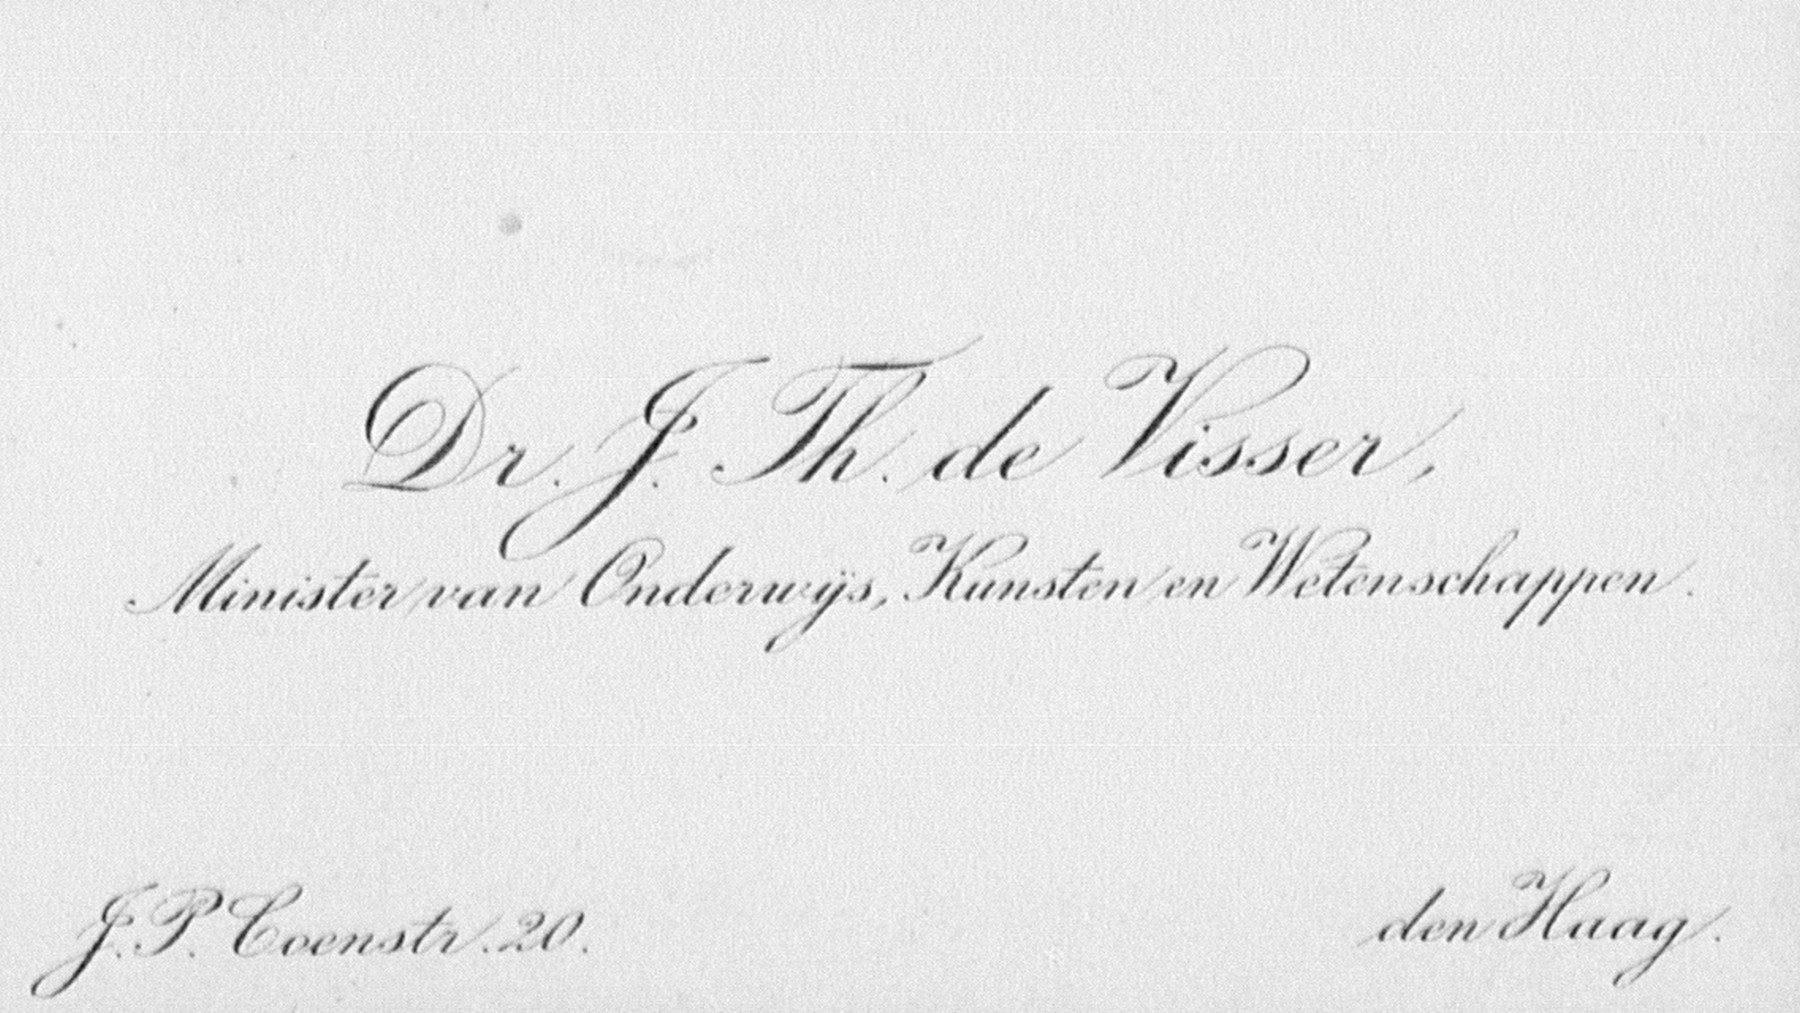 Dr. J. Th. de Visser,
Minister van Onderwijs, Kunsten en Wetenschappen.
J. P. Coenstr. 20.
den Haag.